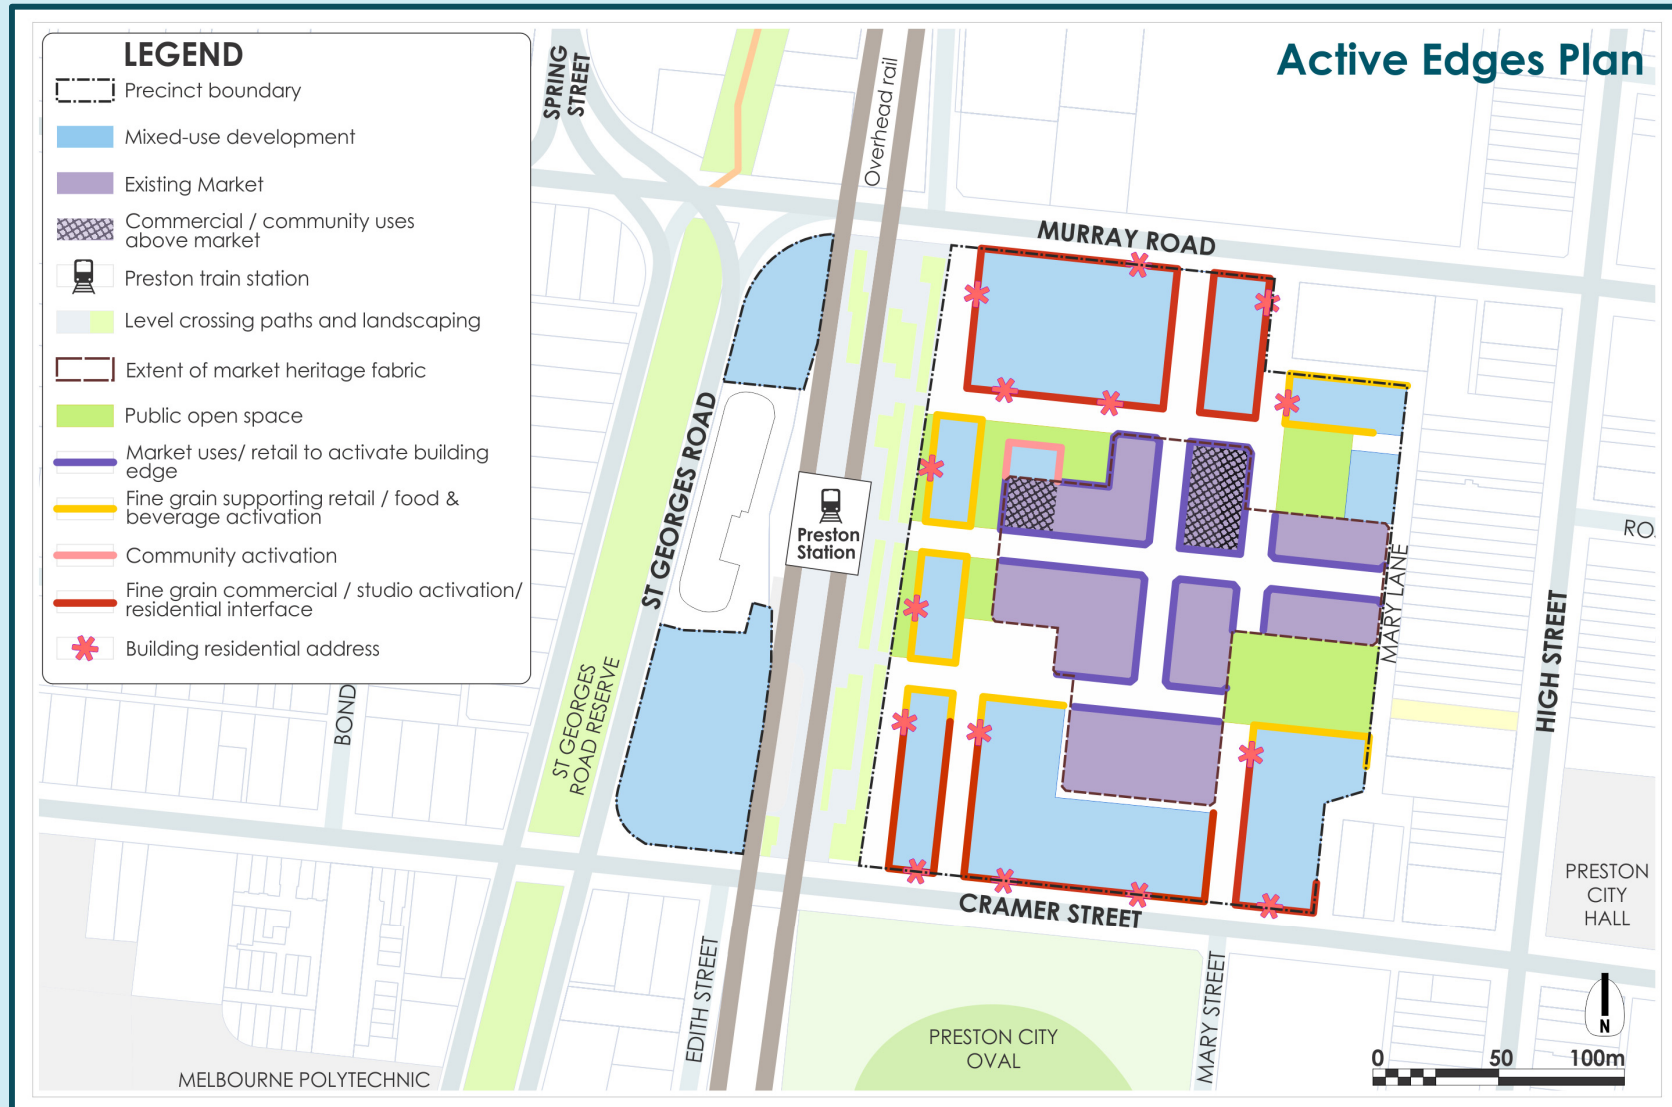 Active Edges Plan
LEGEND
Precinct boundary
Mixed-use development
Existing Market
Commercial / community uses
above market
Preston train station
Level crossing paths and landscaping
Extent of market heritage fabric
Public open space
Market uses/ retail to activate building
edge
Fine grain supporting retail / food &
beverage activation
Community activation
Fine grain commercial / studio activation/
residential interface
Building residential address
SPRING
STREET
Overhead rail
MURRAY ROAD
ST GEORGES ROAD
Preston
Station
MARY LANE
HIGH STREET
RO
BOND
ST GEORGES
ROAD RESERVE
CRAMER STREET
PRESTON
CITY
HALL
EDITH STREET
MARY STREET
PRESTON CITY
OVAL
MELBOURNE POLYTECHNIC
N
0 50 100m